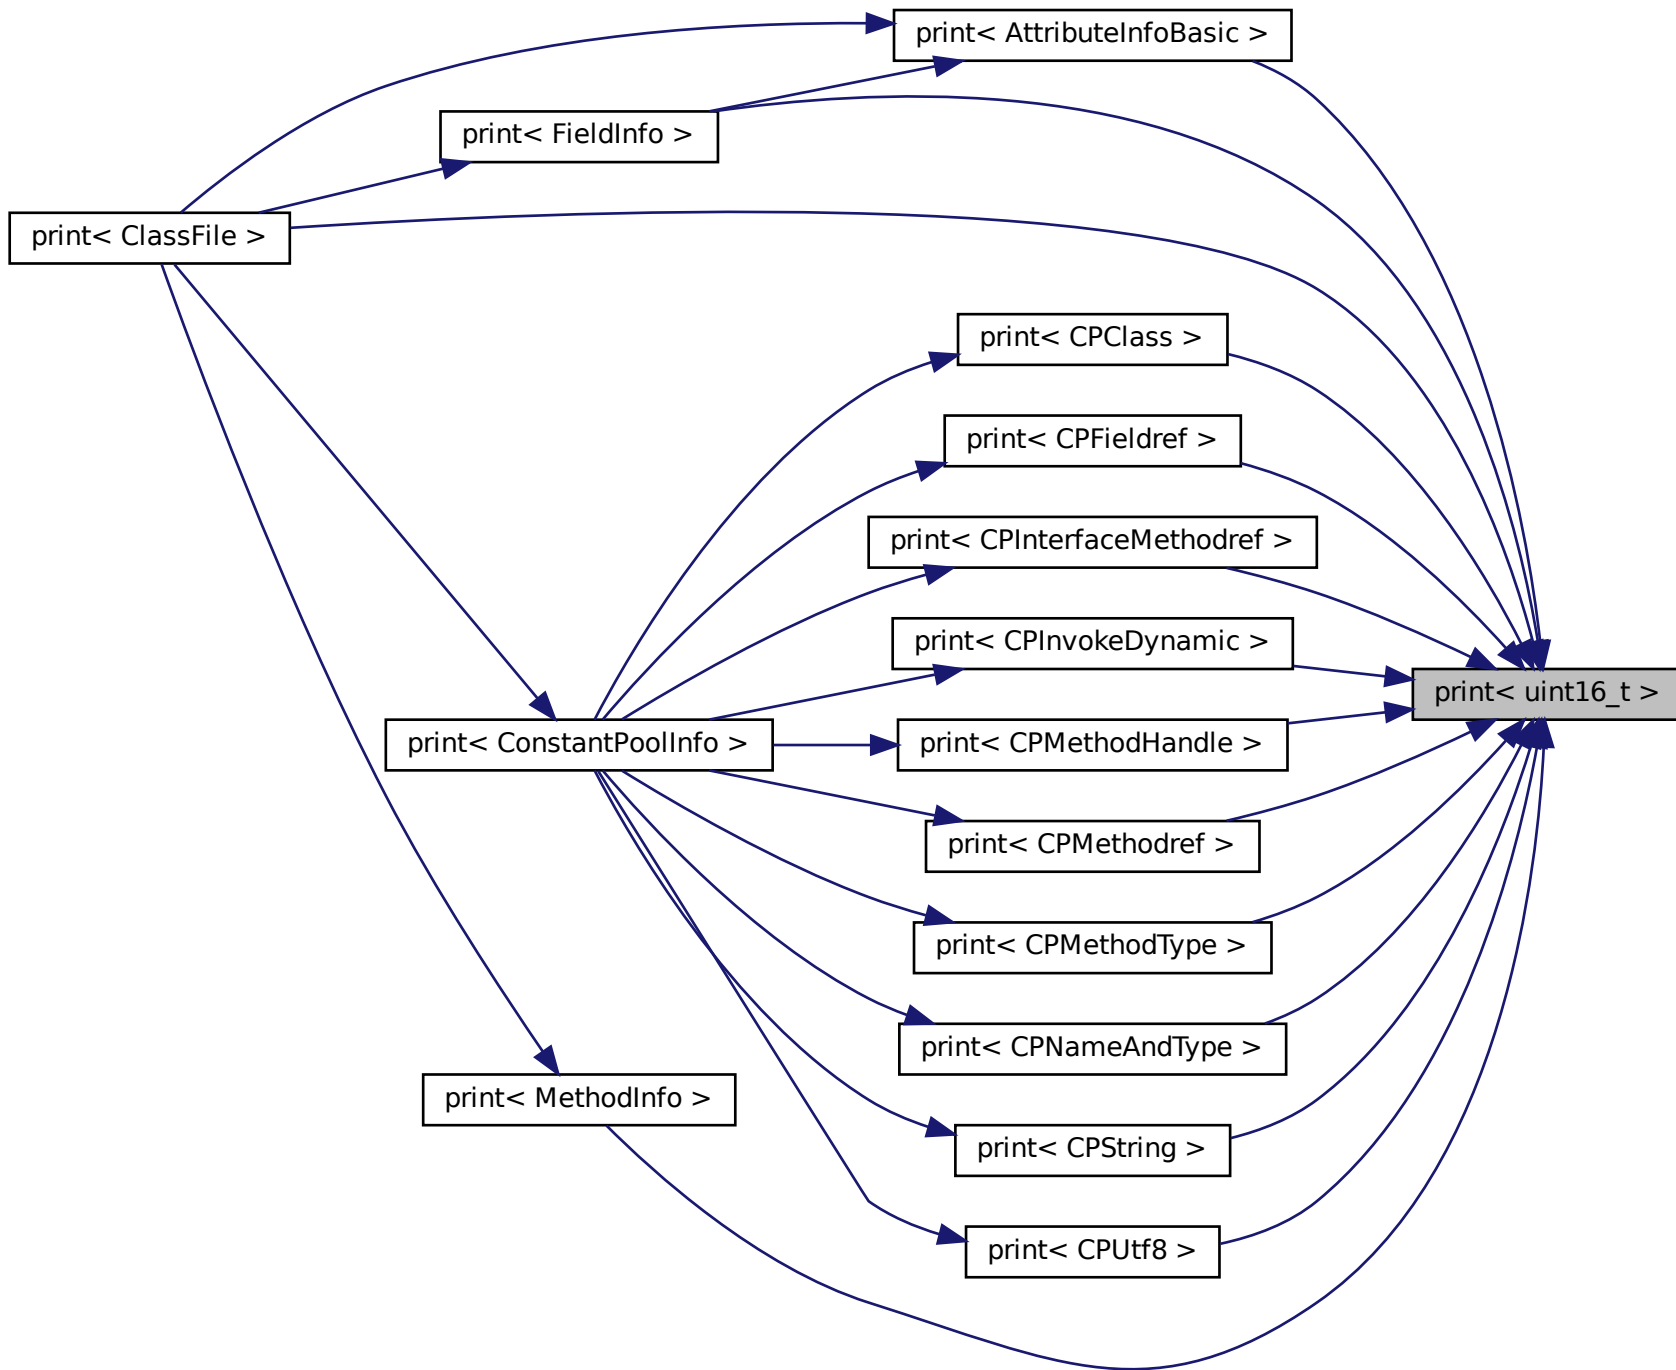 print< AttributeInfoBasic >
print< FieldInfo >
print< ClassFile >
print< CPClass >
print< CPFieldref >
print< CPInterfaceMethodref >
print< CPInvokeDynamic >
print< uint16_t >
print< ConstantPoolInfo >
print< CPMethodHandle >
print< CPMethodref >
print< CPMethodType >
print< CPNameAndType >
print< MethodInfo >
print< CPString >
print< CPUtf8 >